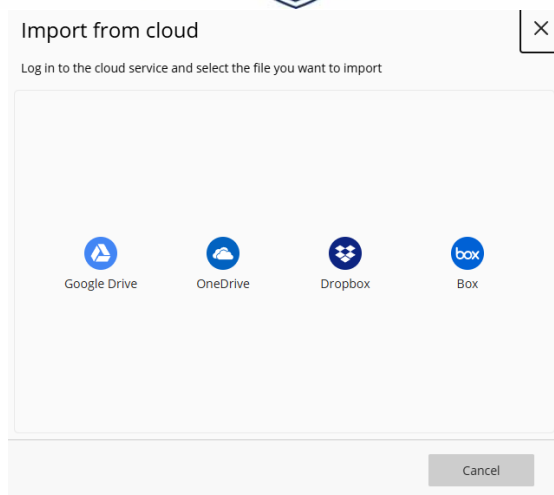 Import from cloud
Log in to the cloud service and select the file you want to import
box
Google Drive
OneDrive
Dropbox
Box
Cancel